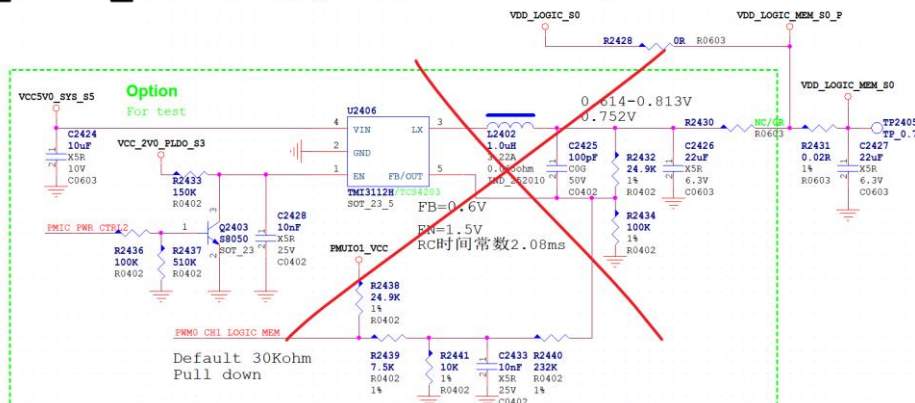 VDD_LOGIC_S0
VDD_LOGIC_MEM_S0_P
R2428
0R
R0603
VDD_LOGIC_MEM_S0
VCC5V0_SYS_S5
Option
For test
U2406
4
VIN
LX
3
2
GND
1
EN
FB/OUT
5
TMI3112H/TCS4203
SOT_23_5
C2424
10uF
X5R
10V
C0603
VCC_2V0_PLDO_S3
R2433
150K
R0402
L2402
1.0uH
IND_252010
0.614-0.813V
0.752V
C2425
100pF
C0G
50V
C0402
R2432
24.9K
1%
R0402
C2426
22uF
X5R
6.3V
C0603
R2430
NC/0R
R0603
R2431
0.02R
1%
R0603
C2427
22uF
X5R
6.3V
C0603
TP2405
R2434
100K
1%
R0402
FB=0.6V
EN=1.5V
RC时间常数2.08ms
PMIC_PWR_CTRL2
R2436
100K
R0402
R2437
510K
R0402
1
3
2
Q2403
S8050
SOT_23
C2428
10nF
X5R
25V
C0402
PMUIO1_VCC
R2438
24.9K
1%
R0402
PWM0_CH1_LOGIC_MEM
Default 30Kohm
Pull down
R2439
7.5K
R0402
1%
R2441
10K
1%
R0402
C2433
10nF
X5R
25V
C0402
R2440
232K
R0402
1%